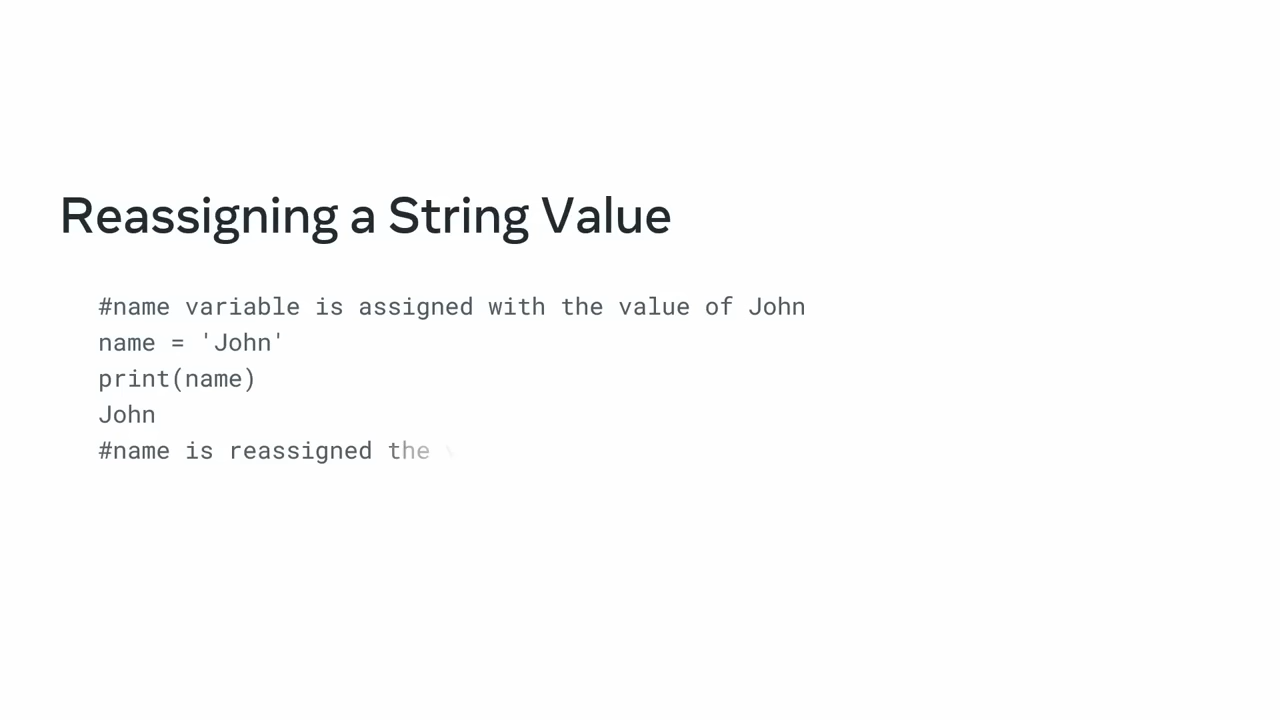 Reassigning a String Value
#name variable is assigned with the value of John
name = 'John'
print(name)
John
#name is reassigned the